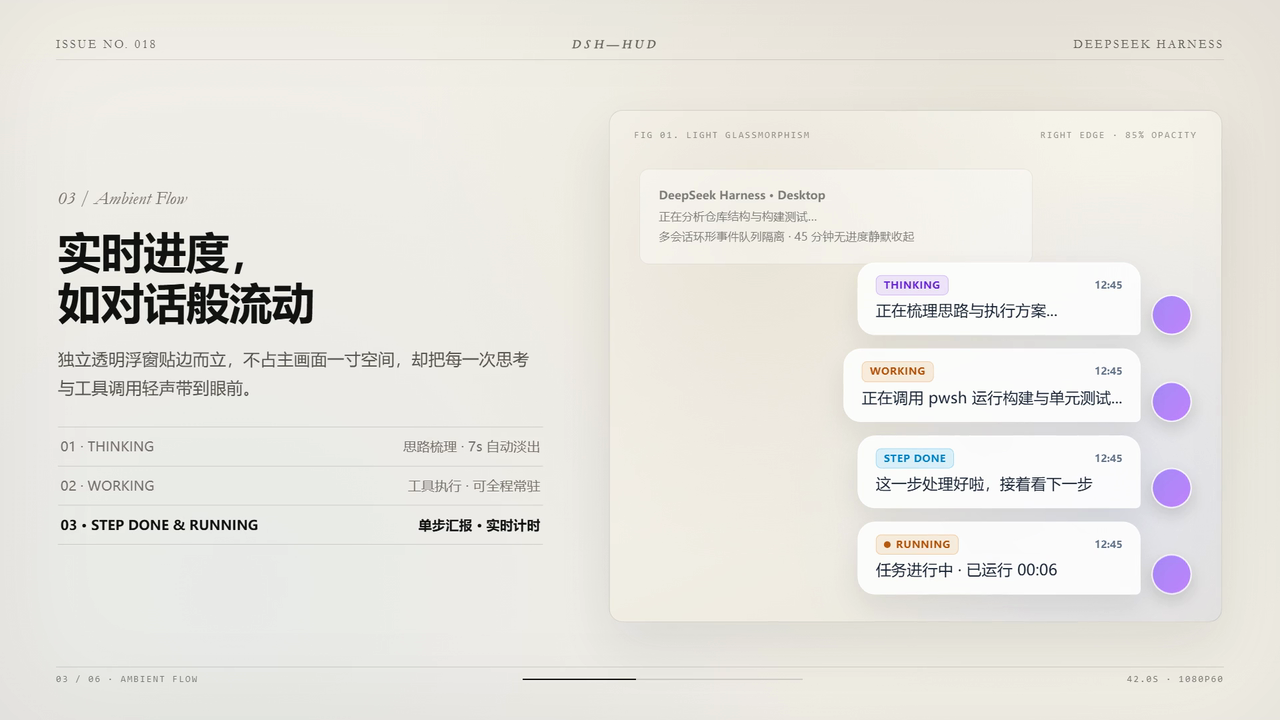 ISSUE NO. 018
DSH—HUD
DEEPSEEK HARNESS
03 / Ambient Flow
实时进度，
如对话般流动
独立透明浮窗贴边而立，不占主画面一寸空间，却把每一次思考
与工具调用轻声带到眼前。
01 · THINKING
思路梳理 · 7s 自动淡出
02 · WORKING
工具执行 · 可全程常驻
03 • STEP DONE & RUNNING
单步汇报 • 实时计时
FIG 01. LIGHT GLASSMORPHISM
RIGHT EDGE · 85% OPACITY
DeepSeek Harness • Desktop
正在分析仓库结构与构建测试...
多会话环形事件队列隔离 · 45 分钟无进度静默收起
THINKING
12:45
正在梳理思路与执行方案...
WORKING
12:45
正在调用 pwsh 运行构建与单元测试...
STEP DONE
12:45
这一步处理好啦，接着看下一步
● RUNNING
12:45
任务进行中 · 已运行 00:06
03 / 06 · AMBIENT FLOW
42.0S · 1080P60